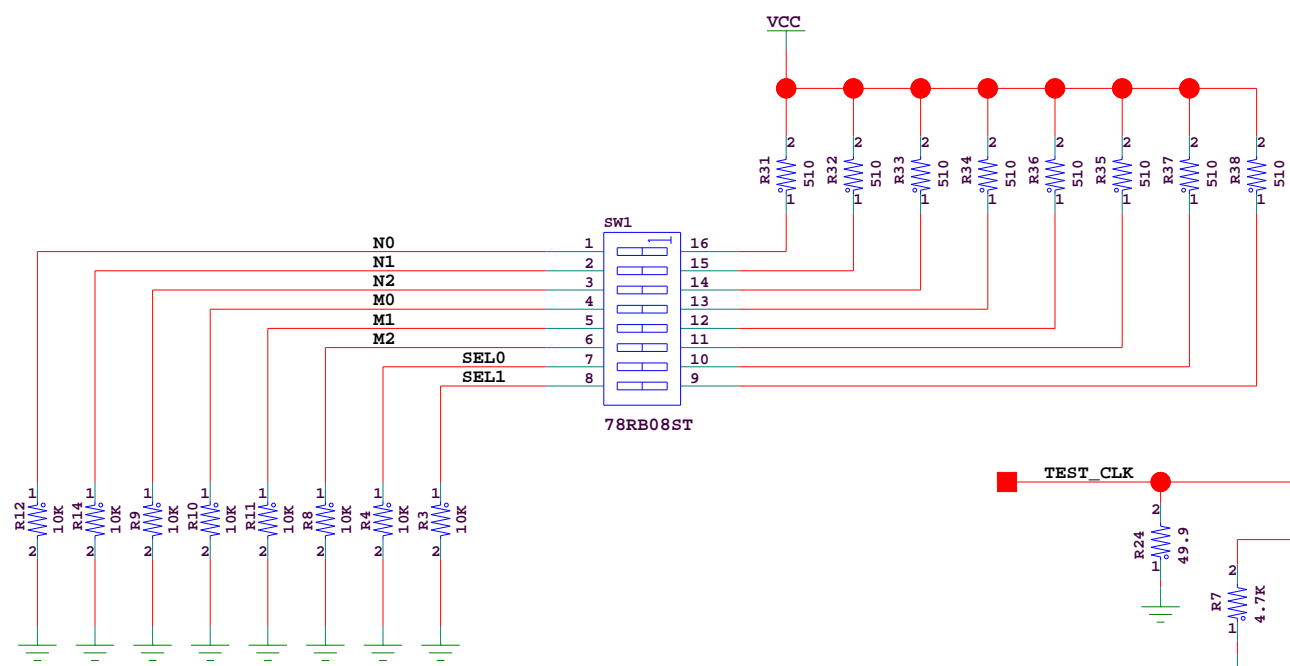 VCC
2 2 2 2 2 2 2 2
R31 510 R32 510 R33 510 R34 510 R36 510 R35 510 R37 510 R38 510
1 1 1 1 1 1 1 1
SW1
N0 1 16
N1 2 15
N2 3 14
M0 4 13
M1 5 12
M2 6 11
SEL0 7 10
SEL1 8 9
78RB08ST
TEST_CLK
1 1 1 1 1 1 1 1
R12 10K R14 10K R9 10K R10 10K R11 10K R8 10K R4 10K R3 10K
2 2 2 2 2 2 2 2
2
R24 49.9
1
2
R7 4.7K
1